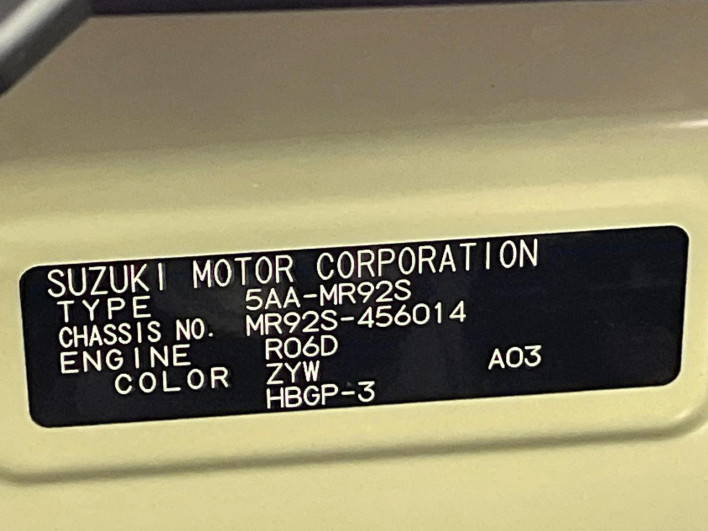 SUZUKI MOTOR CORPORATION
TYPE 5AA-MR92S
CHASSIS NO. MR92S-456014
ENGINE R06D
COLOR ZYW A03
HBGP-3